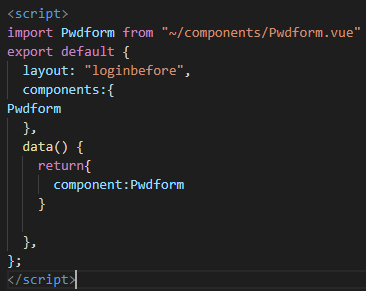 <script>
import Pwdform from "~/components/Pwdform.vue"
export default {
  layout: "loginbefore",
  components:{
Pwdform
  },
  data() {
    return{
      component:Pwdform
    }

  },
};
</script>